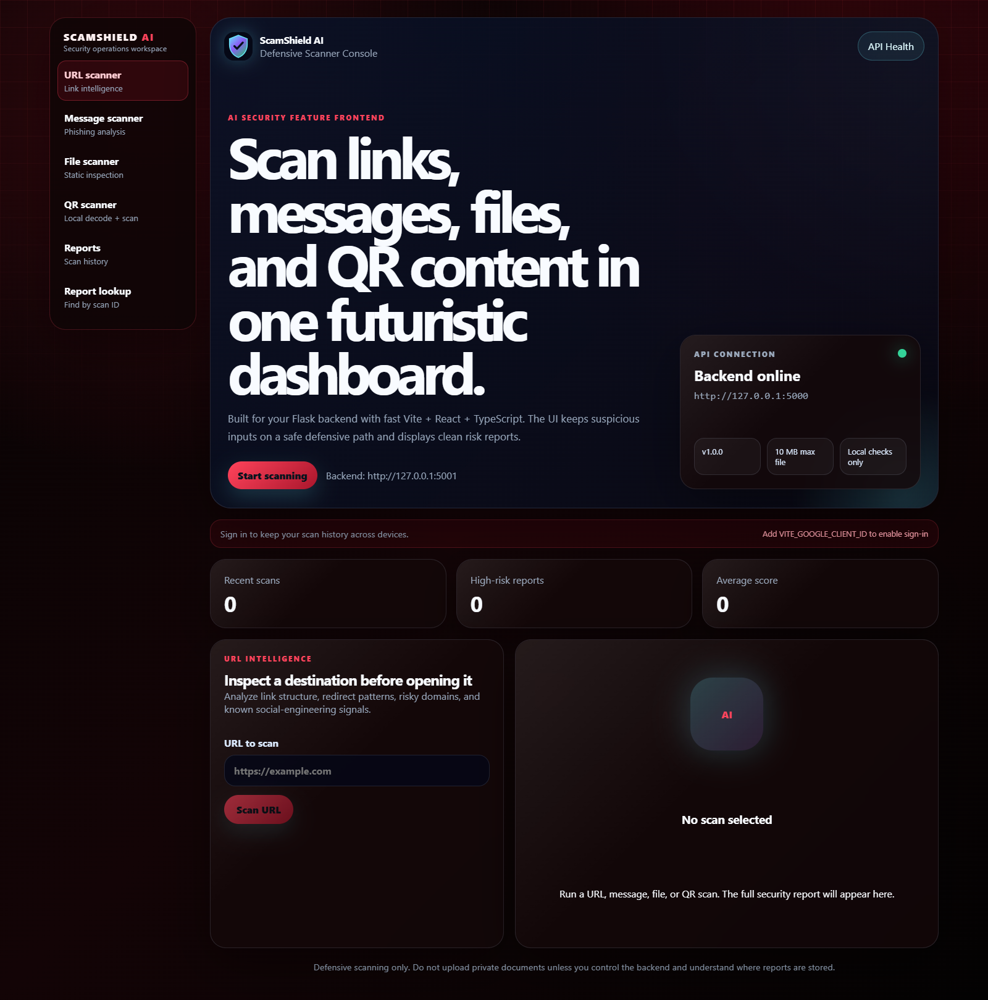 SCAMSHIELD AI
Security operations workspace
URL scanner
Link intelligence
Message scanner
Phishing analysis
File scanner
Static inspection
QR scanner
Local decode + scan
Reports
Scan history
Report lookup
Find by scan ID
ScamShield AI
Defensive Scanner Console
API Health
AI SECURITY FEATURE FRONTEND
Scan links,
messages, files,
and QR content in
one futuristic
dashboard.
Built for your Flask backend with fast Vite + React + TypeScript. The UI keeps suspicious
inputs on a safe defensive path and displays clean risk reports.
Start scanning
Backend: http://127.0.0.1:5001
API CONNECTION
Backend online
http://127.0.0.1:5000
v1.0.0
10 MB max
file
Local checks
only
Sign in to keep your scan history across devices.
Add VITE_GOOGLE_CLIENT_ID to enable sign-in
Recent scans
0
High-risk reports
0
Average score
0
URL INTELLIGENCE
Inspect a destination before opening it
Analyze link structure, redirect patterns, risky domains, and
known social-engineering signals.
URL to scan
https://example.com
Scan URL
AI
No scan selected
Run a URL, message, file, or QR scan. The full security report will appear here.
Defensive scanning only. Do not upload private documents unless you control the backend and understand where reports are stored.